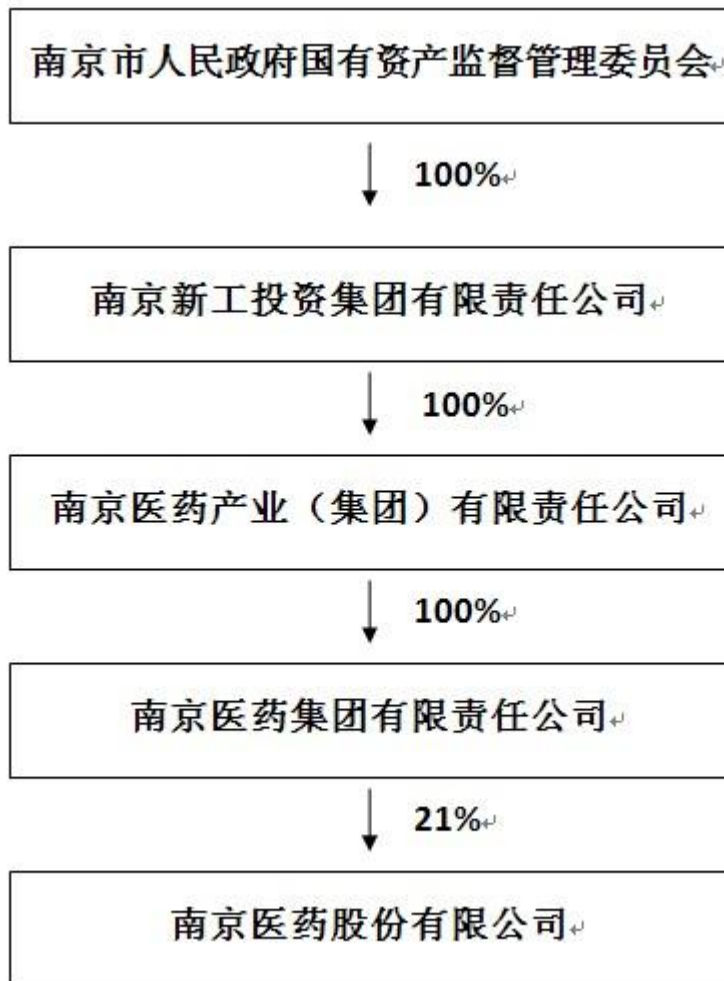 南京市人民政府国有资产监督管理委员会
100%
南京新工投资集团有限责任公司
100%
南京医药产业（集团）有限责任公司
100%
南京医药集团有限责任公司
21%
南京医药股份有限公司